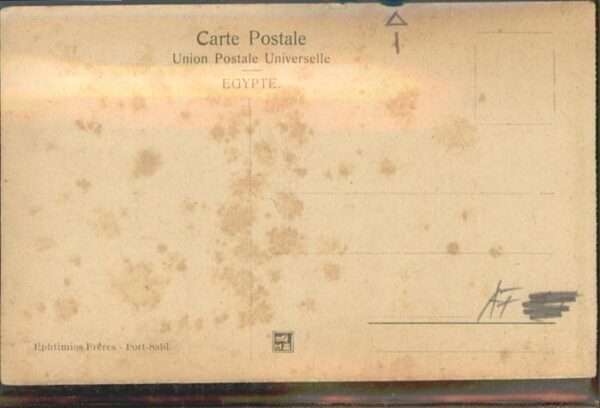 Carte Postale
Union Postale Universelle
EGYPTE.
Ephtimios Frères - Port-Saïd.